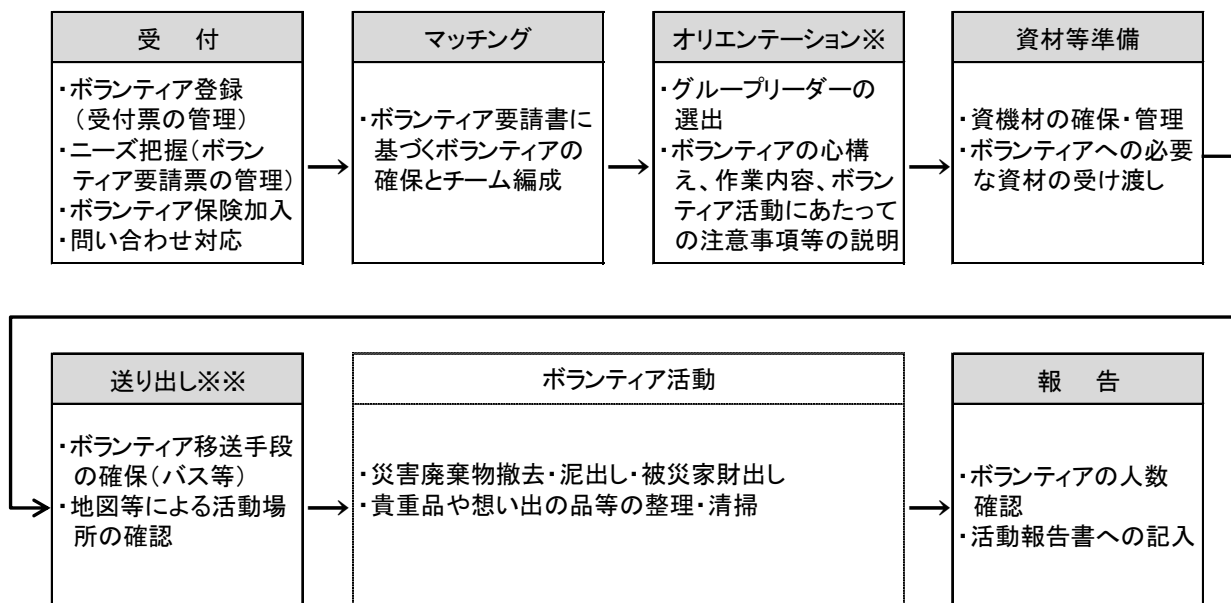 受　付
・ボランティア登録
（受付票の管理）
・ニーズ把握（ボラン
ティア要請票の管理）
・ボランティア保険加入
・問い合わせ対応
マッチング
・ボランティア要請書に
基づくボランティアの
確保とチーム編成
オリエンテーション※
・グループリーダーの
選出
・ボランティアの心構
え、作業内容、ボラン
ティア活動にあたって
の注意事項等の説明
資材等準備
・資機材の確保・管理
・ボランティアへの必要
な資材の受け渡し
送り出し※※
・ボランティア移送手段
の確保（バス等）
・地図等による活動場
所の確認
ボランティア活動
・災害廃棄物撤去・泥出し・被災家財出し
・貴重品や想い出の品等の整理・清掃
報　告
・ボランティアの人数
確認
・活動報告書への記入